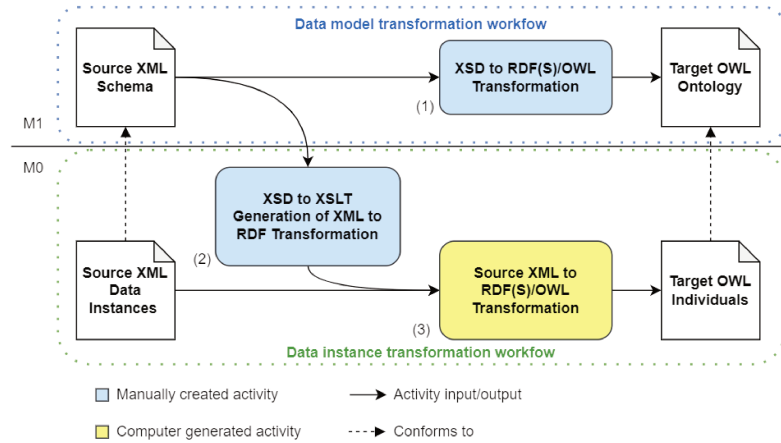 Data model transformation workfow
Source XML
Schema
XSD to RDF(S)/OWL
Transformation
(1)
Target OWL
Ontology
M1
M0
XSD to XSLT
Generation of XML to
RDF Transformation
(2)
Source XML
Data
Instances
Source XML to
RDF(S)/OWL
Transformation
(3)
Target OWL
Individuals
Data instance transformation workfow
Manually created activity
Activity input/output
Computer generated activity
Conforms to